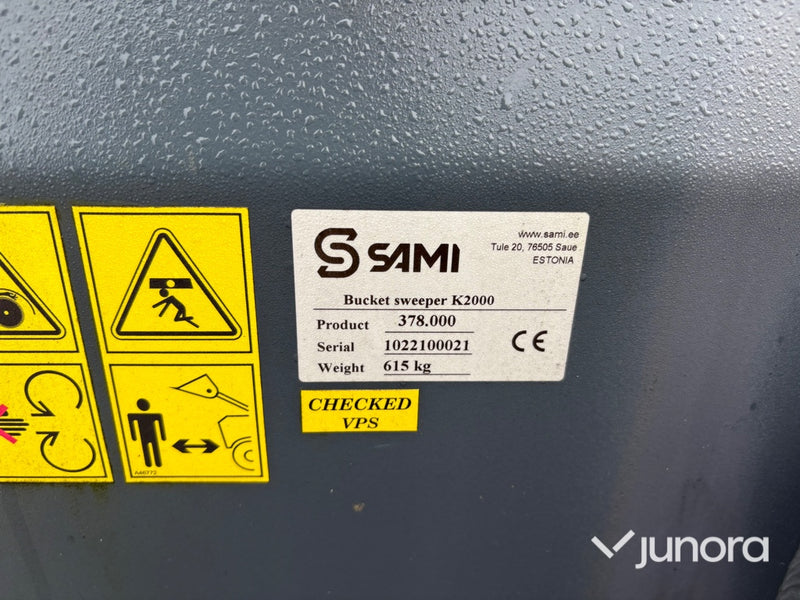 SAMI
www.sami.ee
Tule 20, 76505 Saue
ESTONIA
Bucket sweeper K2000
Product 378.000
Serial 1022100021
Weight 615 kg
CE
CHECKED
VPS
A46772
junora